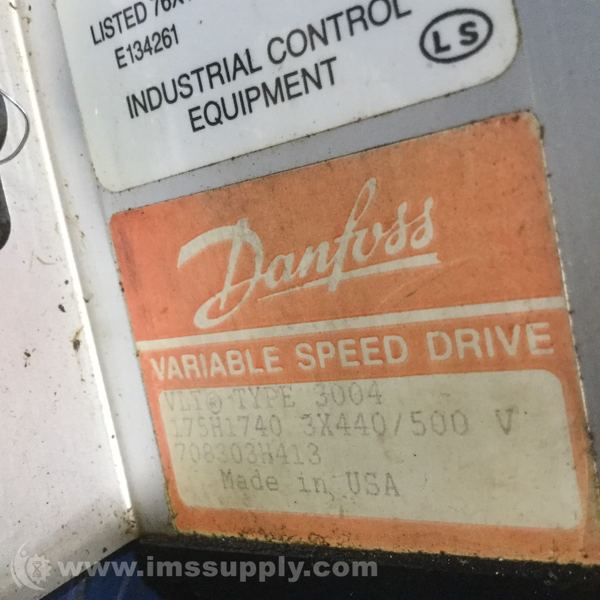 LISTED
E134261
INDUSTRIAL CONTROL
EQUIPMENT
LS
Danfoss
VARIABLE SPEED DRIVE
VLT® TYPE 3004
175H1740 3X440/500 V
708303H413
Made in USA
www.imssupply.com